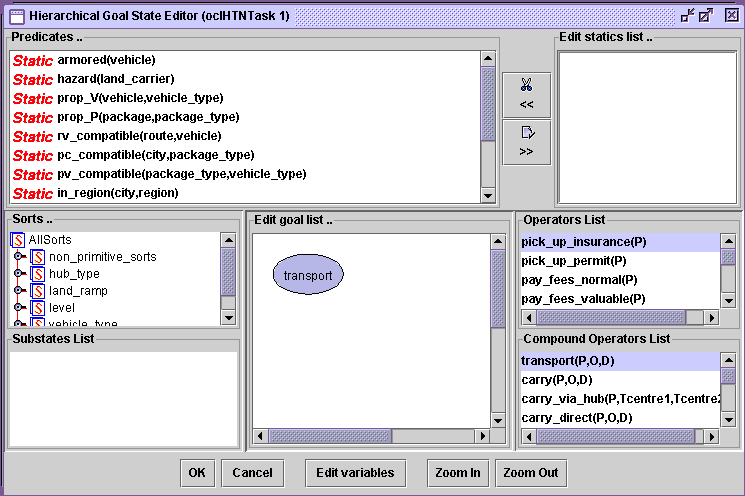 Hierarchical Goal State Editor (oclHTNTask 1)
Predicates ..
Static armored(vehicle)
Static hazard(land_carrier)
Static prop_V(vehicle,vehicle_type)
Static prop_P(package,package_type)
Static rv_compatible(route,vehicle)
Static pc_compatible(city,package_type)
Static pv_compatible(package_type,vehicle_type)
Static in_region(city,region)
<<
>>
Edit statics list ..
Sorts ..
S AllSorts
S non_primitive_sorts
S hub_type
S land_ramp
S level
S vehicle_type
Substates List
Edit goal list ..
transport
Operators List
pick_up_insurance(P)
pick_up_permit(P)
pay_fees_normal(P)
pay_fees_valuable(P)
Compound Operators List
transport(P,O,D)
carry(P,O,D)
carry_via_hub(P,Tcentre1,Tcentre2
carry_direct(P,O,D)
OK Cancel Edit variables Zoom In Zoom Out